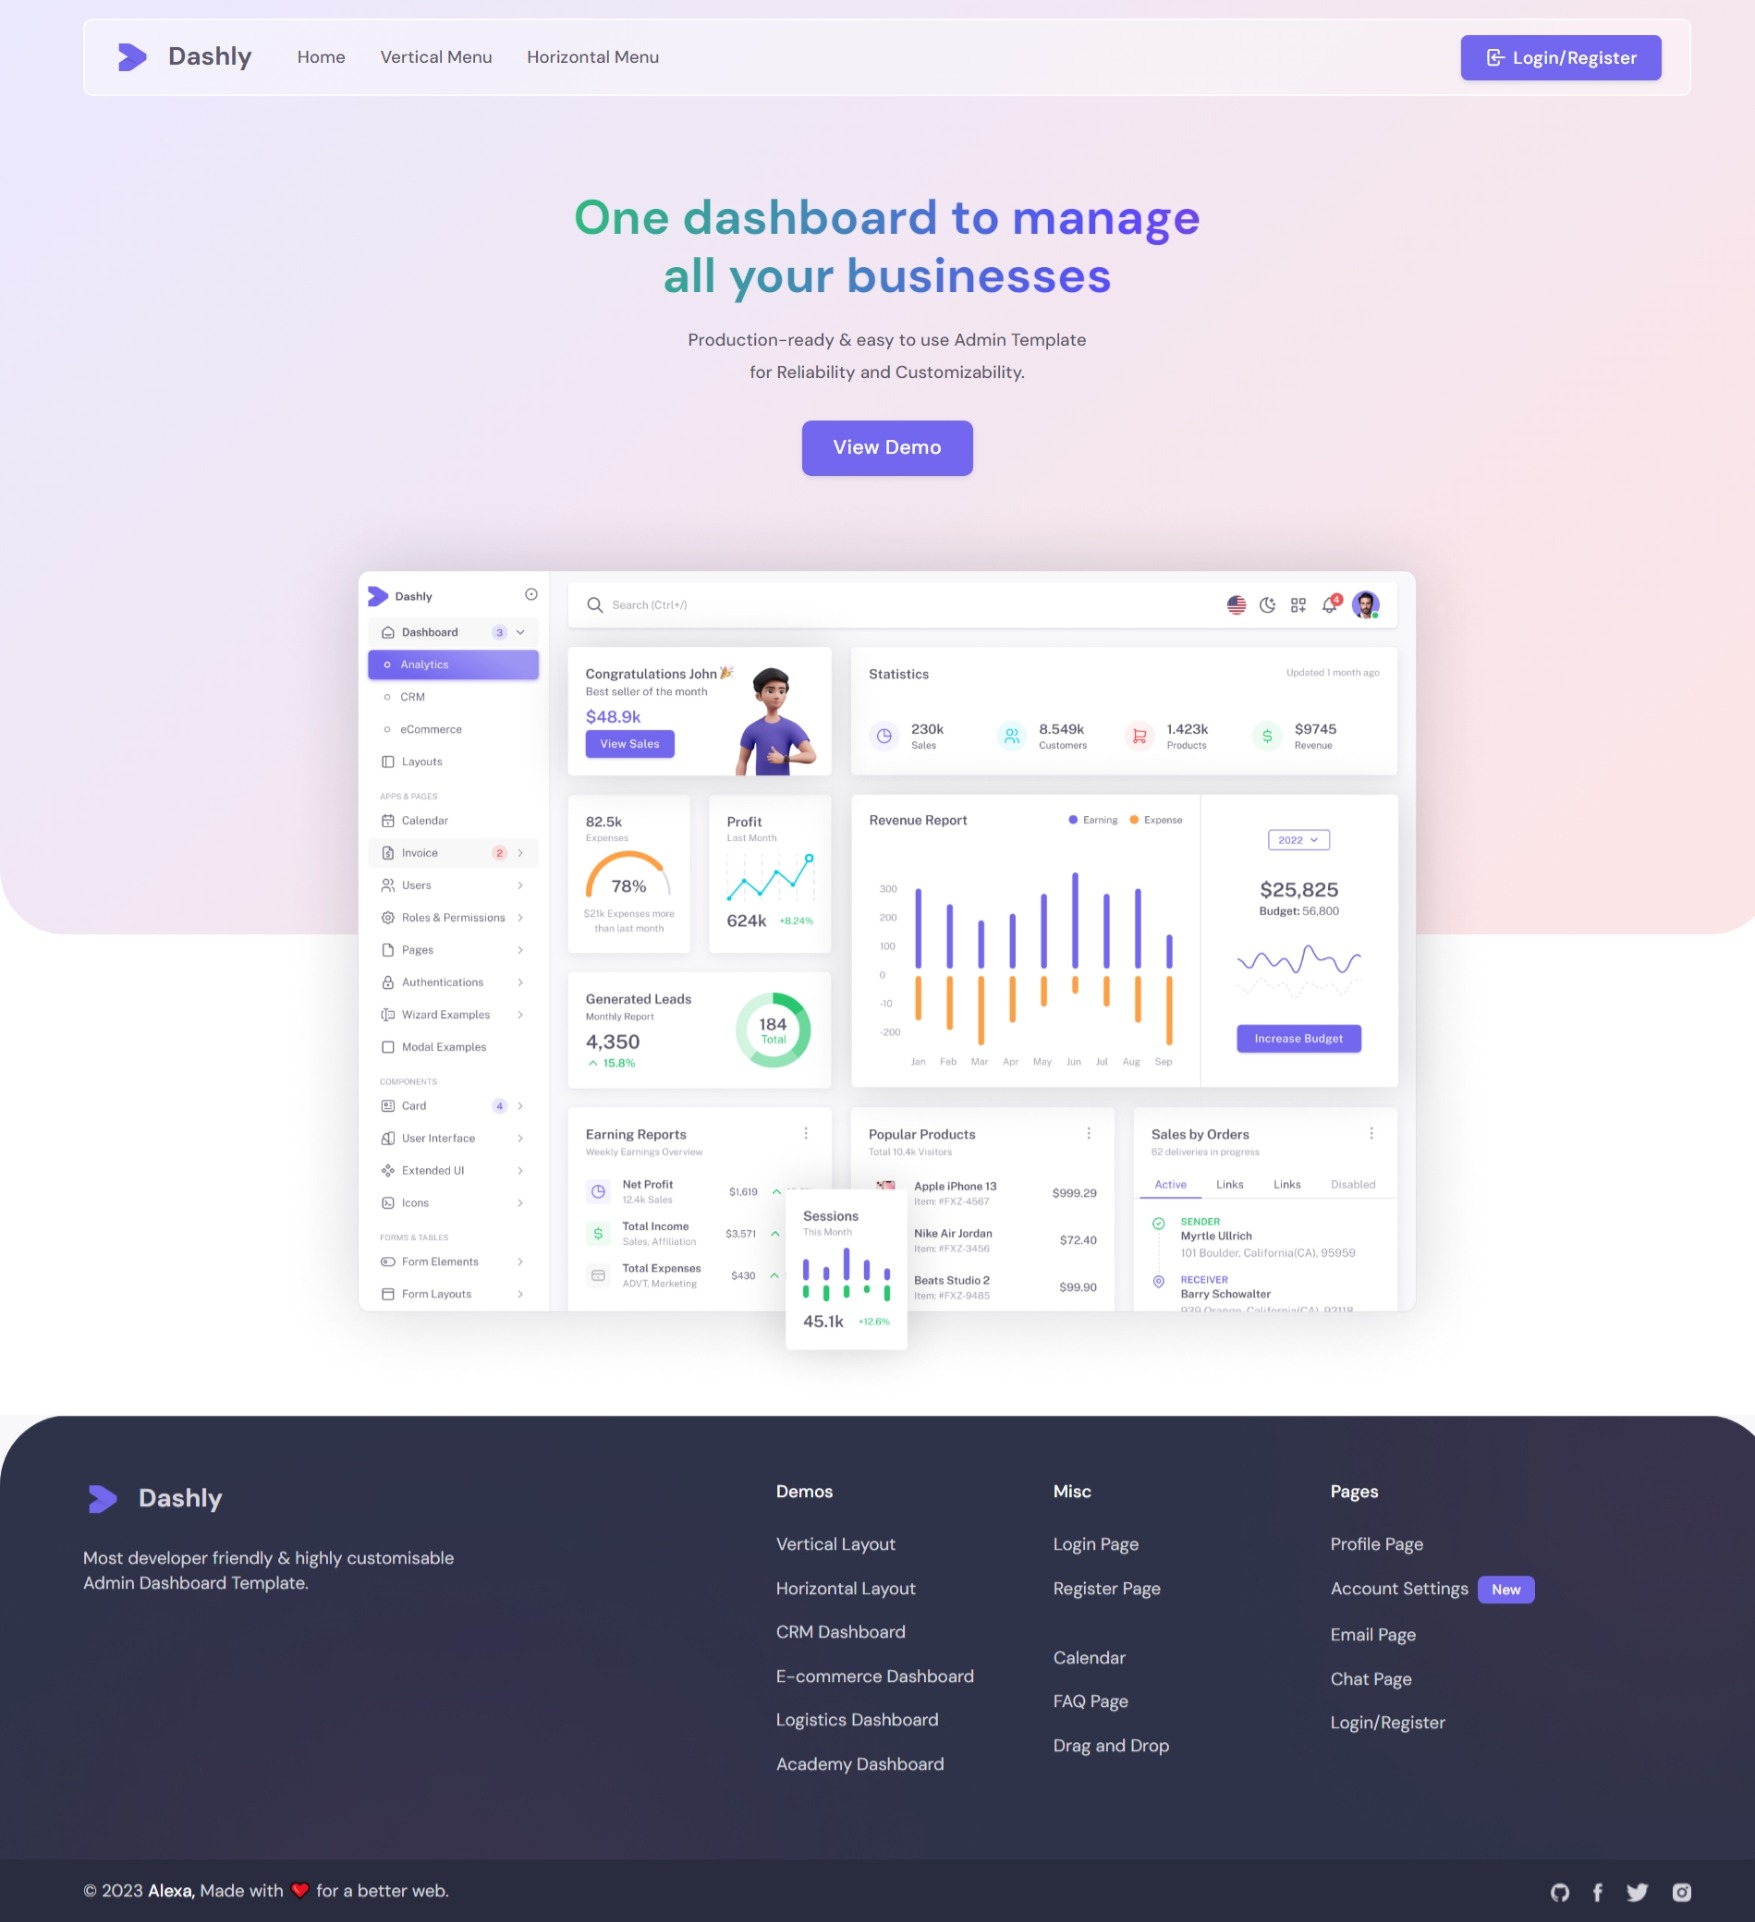 Dashly
Home
Vertical Menu
Horizontal Menu
Login/Register
One dashboard to manage
all your businesses
Production-ready & easy to use Admin Template
for Reliability and Customizability.
View Demo
Dashly
Dashboard 3
Analytics
CRM
eCommerce
Layouts
APPS & PAGES
Calendar
Invoice 2
Users
Roles & Permissions
Pages
Authentications
Wizard Examples
Modal Examples
COMPONENTS
Card 4
User Interface
Extended UI
Icons
FORMS & TABLES
Form Elements
Form Layouts
Search (Ctrl+/)
4
Congratulations John 🎉
Best seller of the month
$48.9k
View Sales
Statistics
Updated 1 month ago
230k
Sales
8.549k
Customers
1.423k
Products
$9745
Revenue
82.5k
Expenses
78%
$21k Expenses more
than last month
Profit
Last Month
624k +8.24%
Generated Leads
Monthly Report
4,350
15.8%
184
Total
Revenue Report
Earning Expense
300
200
100
0
-10
-200
Jan Feb Mar Apr May Jun Jul Aug Sep
2022
$25,825
Budget: 56,800
Increase Budget
Earning Reports
Weekly Earnings Overview
Net Profit
12.4k Sales
$1,619
Total Income
Sales, Affiliation
$3,571
Total Expenses
ADVT, Marketing
$430
Sessions
This Month
45.1k +12.6%
Popular Products
Total 10.4k Visitors
Apple iPhone 13
Item: #FXZ-4567
$999.29
Nike Air Jordan
Item: #FXZ-3456
$72.40
Beats Studio 2
Item: #FXZ-9485
$99.90
Sales by Orders
62 deliveries in progress
Active Links Links Disabled
SENDER
Myrtle Ullrich
101 Boulder, California(CA), 95959
RECEIVER
Barry Schowalter
939 Orange, California(CA), 92118
Dashly
Most developer friendly & highly customisable
Admin Dashboard Template.
Demos
Vertical Layout
Horizontal Layout
CRM Dashboard
E-commerce Dashboard
Logistics Dashboard
Academy Dashboard
Misc
Login Page
Register Page
Calendar
FAQ Page
Drag and Drop
Pages
Profile Page
Account Settings New
Email Page
Chat Page
Login/Register
© 2023 Alexa, Made with ❤️ for a better web.